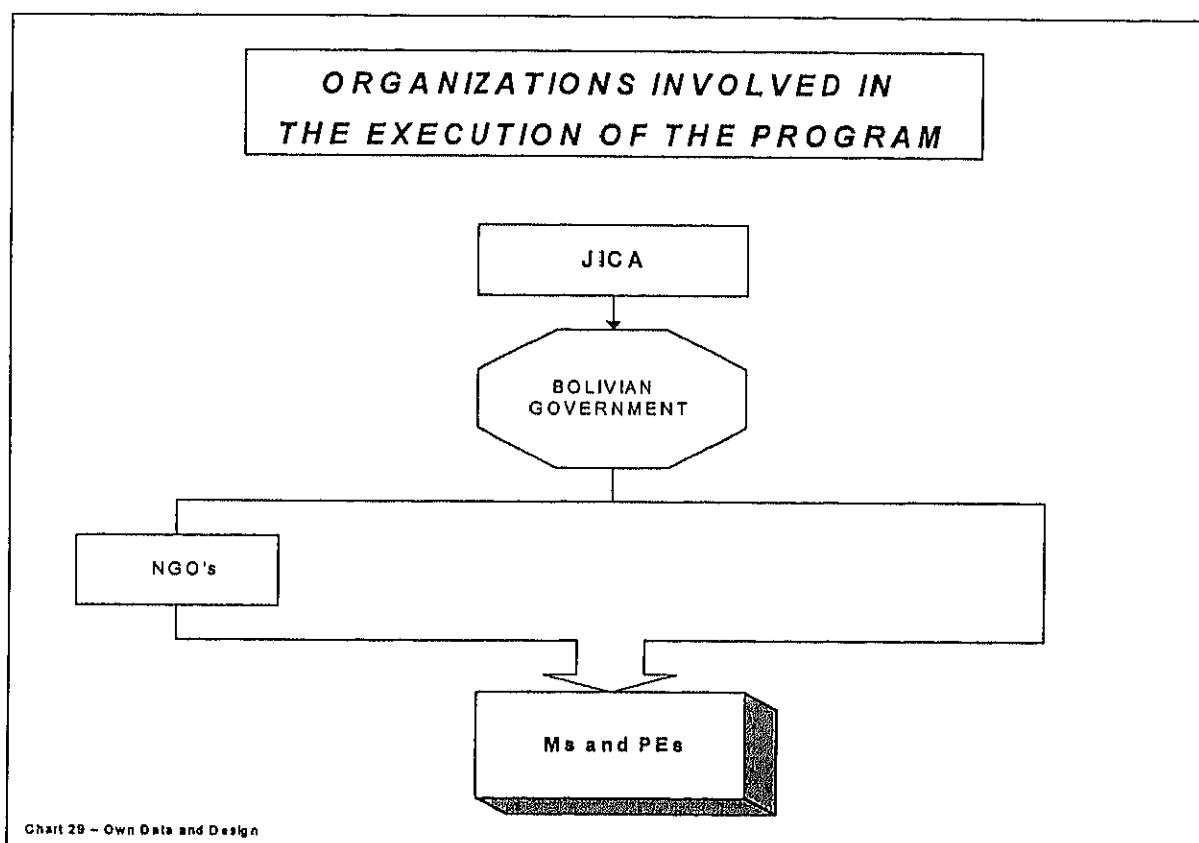 ORGANIZATIONS INVOLVED IN
THE EXECUTION OF THE PROGRAM
JICA
BOLIVIAN
GOVERNMENT
NGO's
Ms and PEs
Chart 29 – Own Data and Design